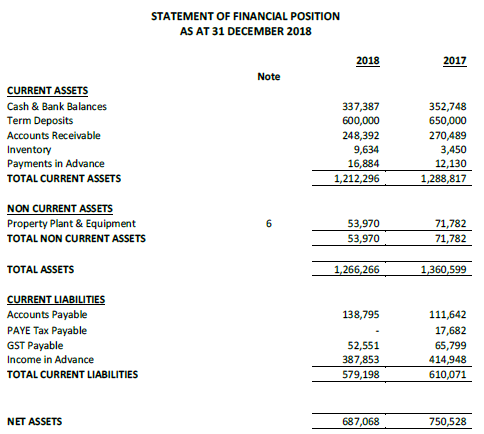 STATEMENT OF FINANCIAL POSITION
AS AT 31 DECEMBER 2018
2018 2017
Note
CURRENT ASSETS
Cash & Bank Balances 337,387 352,748
Term Deposits 600,000 650,000
Accounts Receivable 248,392 270,489
Inventory 9,634 3,450
Payments in Advance 16,884 12,130
TOTAL CURRENT ASSETS 1,212,296 1,288,817
NON CURRENT ASSETS
Property Plant & Equipment 6 53,970 71,782
TOTAL NON CURRENT ASSETS 53,970 71,782
TOTAL ASSETS 1,266,266 1,360,599
CURRENT LIABILITIES
Accounts Payable 138,795 111,642
PAYE Tax Payable - 17,682
GST Payable 52,551 65,799
Income in Advance 387,853 414,948
TOTAL CURRENT LIABILITIES 579,198 610,071
NET ASSETS 687,068 750,528